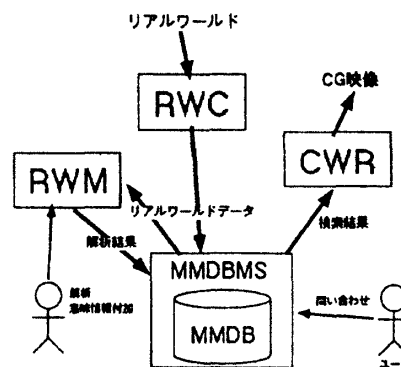 リアルワールド
RWC
CG映像
CWR
RWM
リアルワールドデータ
解析結果
検索結果
MMDBMS
MMDB
解析
意味情報付加
問い合わせ
ユー